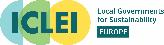 ICLEI
Local Governments
for Sustainability
EUROPE